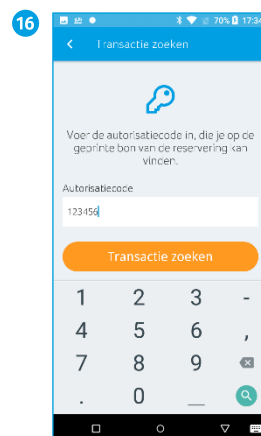 16
70% 17:34
Transactie zoeken
Voer de autorisatiecode in, die je op de
geprinte bon van de reservering kan
vinden.
Autorisatiecode
123456
Transactie zoeken
1 2 3 -
4 5 6 ,
7 8 9
. 0 _